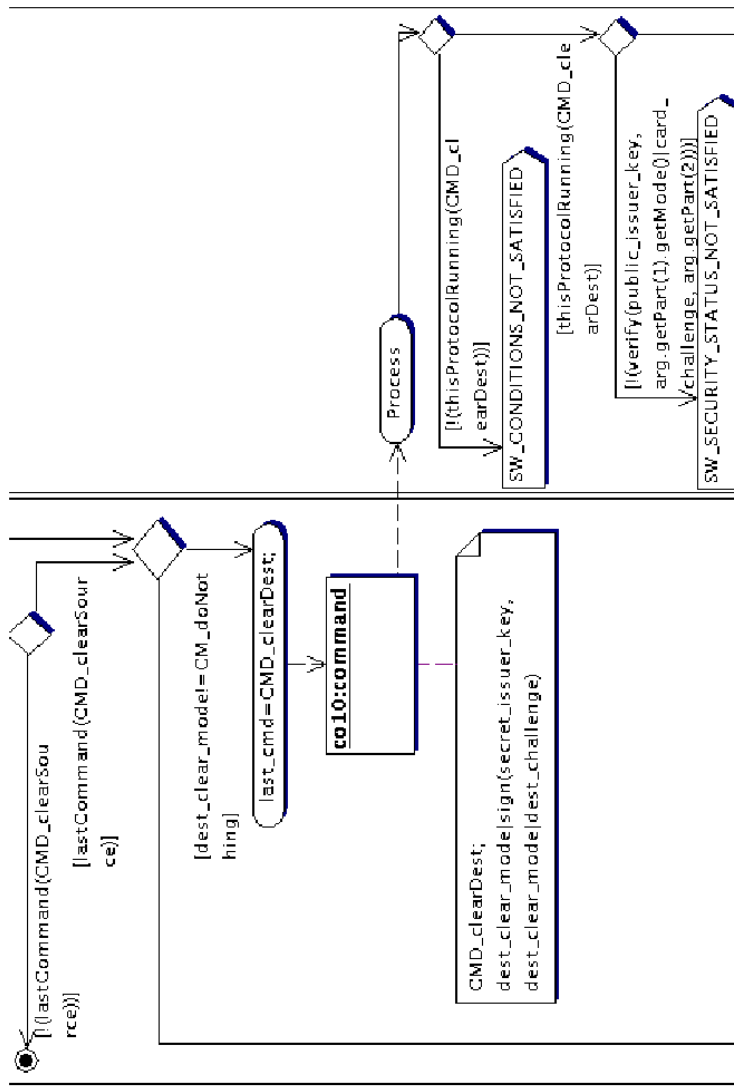 [!(lastCommand(CMD_clearSou
rce))]
[lastCommand(CMD_clearSour
ce)]
[dest_clear_mode!=CM_doNot
hing]
last_cmd=CMD_clearDest;
co10:command
CMD_clearDest;
dest_clear_mode|sign(secret_issuer_key,
dest_clear_mode|dest_challenge)
Process
[!(thisProtocolRunning(CMD_cl
earDest))]
SW_CONDITIONS_NOT_SATISFIED
[thisProtocolRunning(CMD_cle
arDest)]
[!(verify(public_issuer_key,
arg.getPart(1).getMode()|card_
challenge, arg.getPart(2)))]
SW_SECURITY_STATUS_NOT_SATISFIED